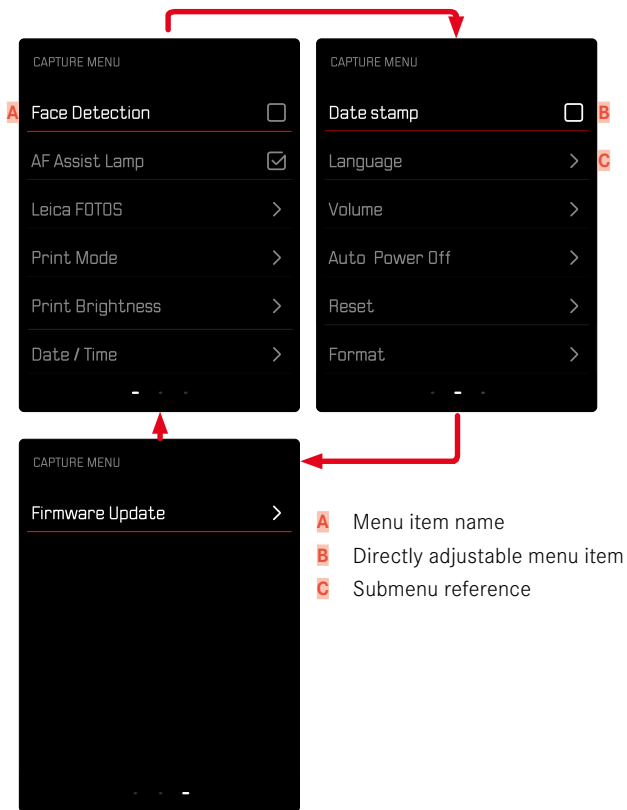 CAPTURE MENU
A Face Detection
AF Assist Lamp
Leica FOTOS
Print Mode
Print Brightness
Date / Time
CAPTURE MENU
Date stamp B
Language C
Volume
Auto Power Off
Reset
Format
CAPTURE MENU
Firmware Update
A Menu item name
B Directly adjustable menu item
C Submenu reference